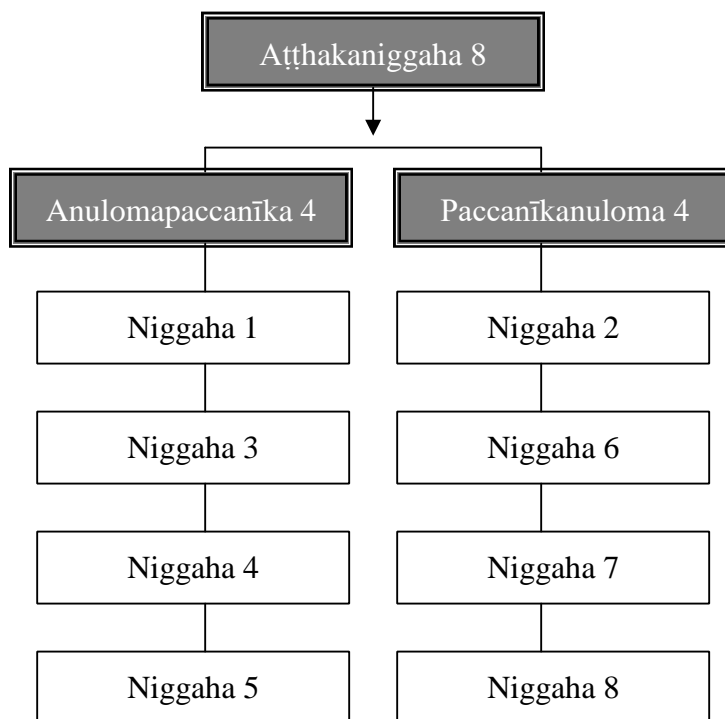 Aṭṭhakaniggaha 8
Anulomapaccanīka 4
Paccanīkanuloma 4
Niggaha 1
Niggaha 2
Niggaha 3
Niggaha 6
Niggaha 4
Niggaha 7
Niggaha 5
Niggaha 8